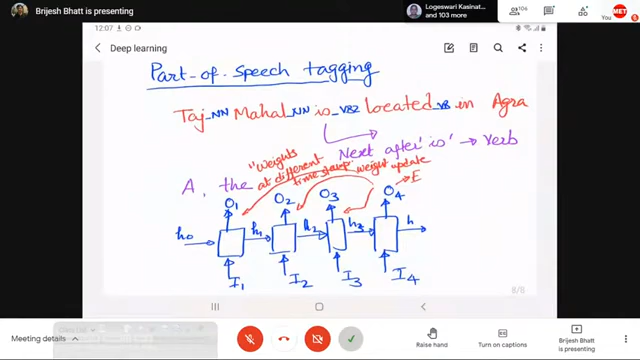 Brijesh Bhatt is presenting
Logeswari Kasinat...
and 103 more
106
You
MET
12:07
Deep learning
Part-of-Speech tagging
Taj_NN Mahal_NN is_VBZ Located_VB in Agra
Next after 'is' → verb
"Weights
at different
time stamp"
weight update
A, the
O1 O2 O3 O4 → E
h0 h1 h2 h3 h
I1 I2 I3 I4
8/8
Meeting details
Raise hand
Turn on captions
Brijesh Bhatt
is presenting